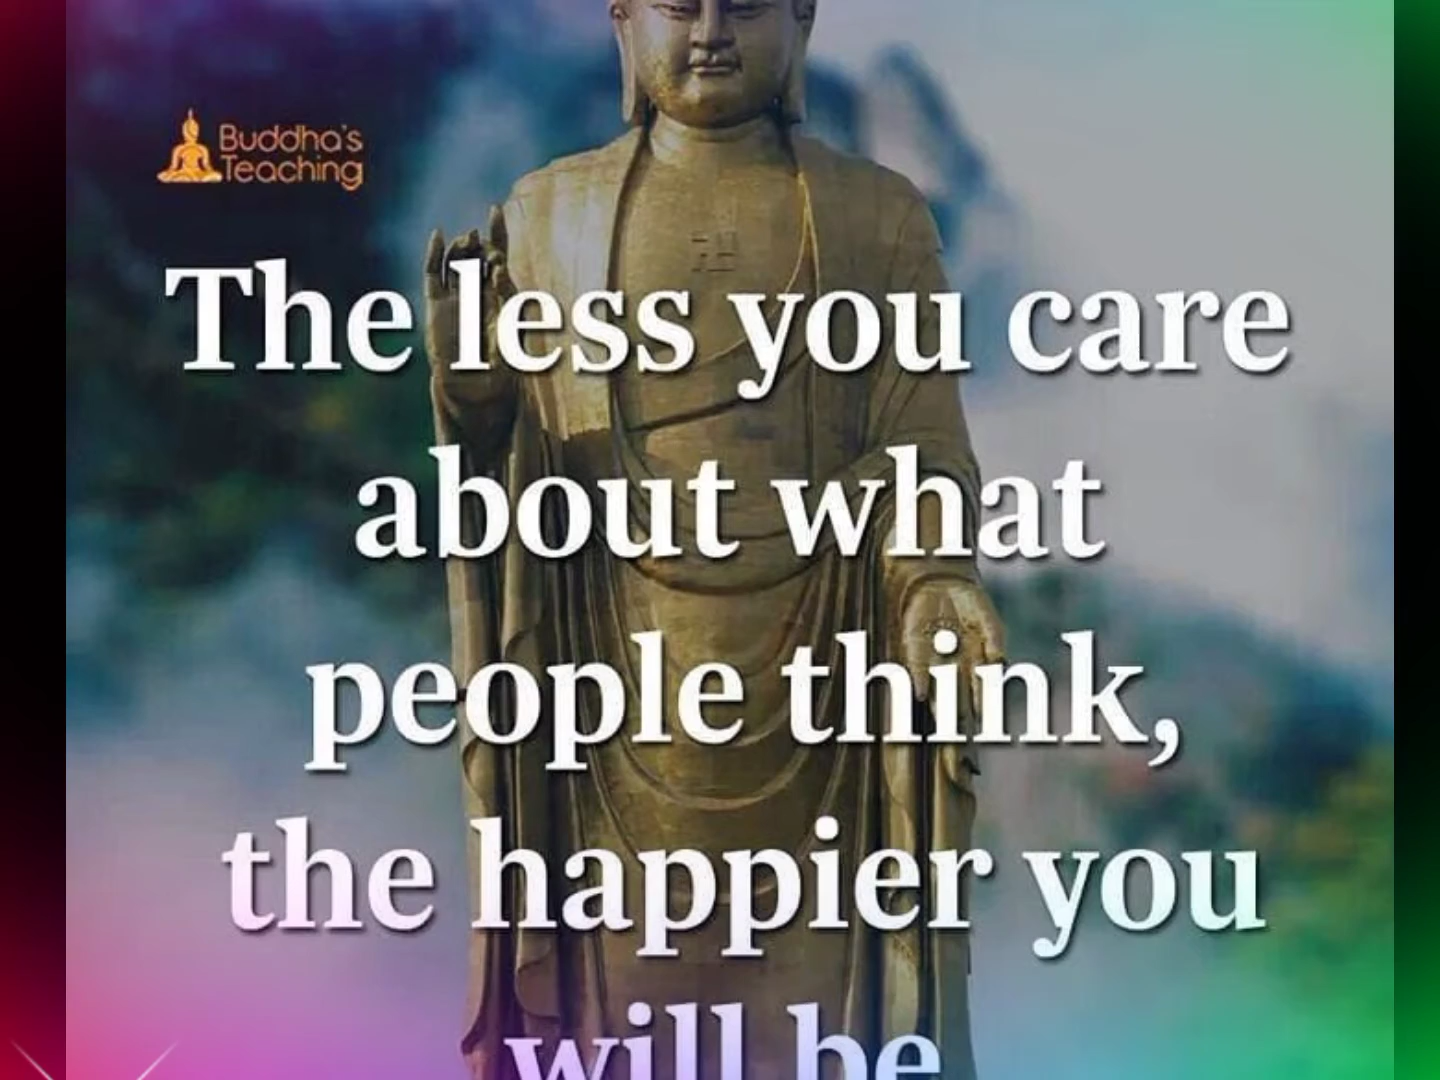 Buddha's
Teaching
The less you care
about what
people think,
the happier you
will be